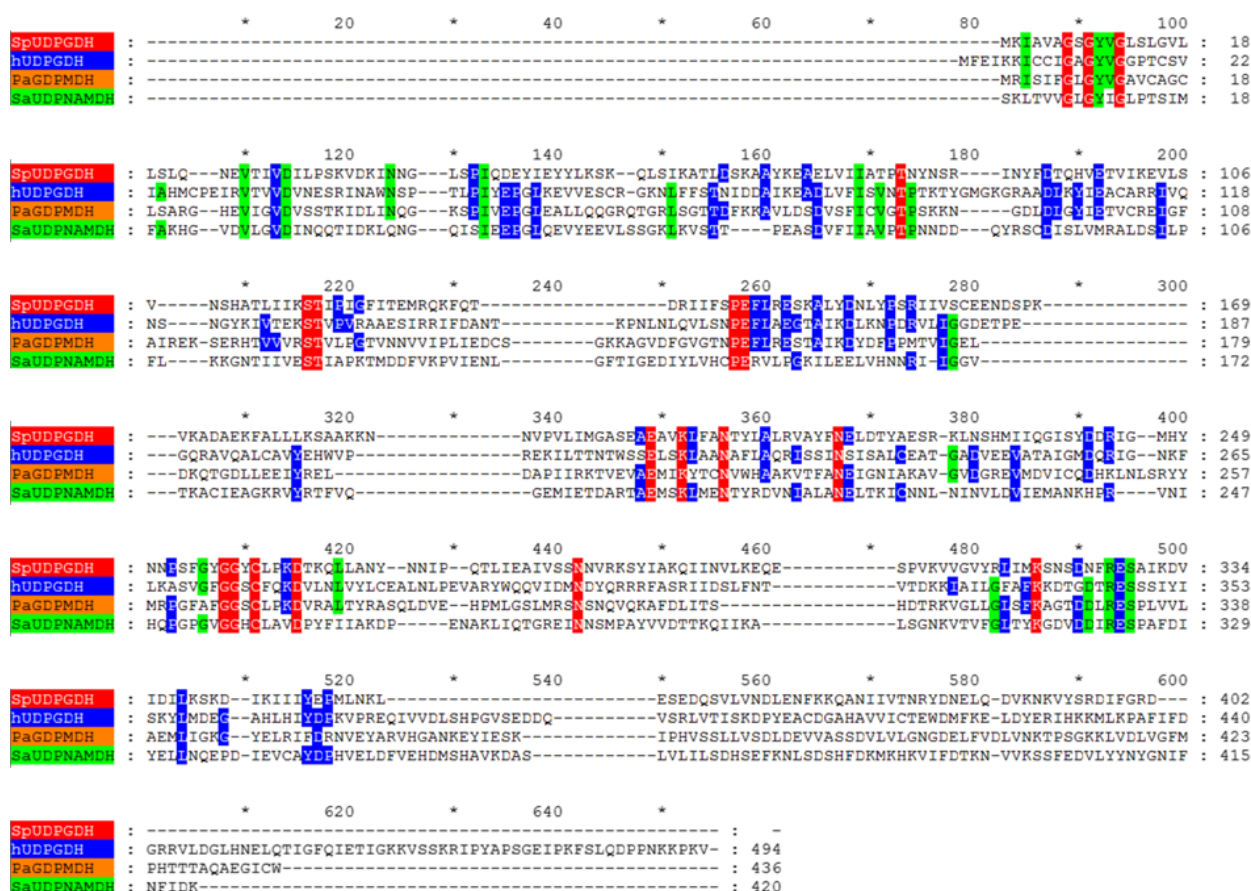 * 20 * 40 * 60 * 80 * 100
SpUDPGDH : ----------------------------------------------------------------------------------MKIAVAGSGYVGLSLGVL : 18
hUDPGDH : ------------------------------------------------------------------------------MFEIKKICCIGAGYVGGPTCSV : 22
PaGDPMDH : ----------------------------------------------------------------------------------MRISIFGLGYVGAVCAGC : 18
SaUDPNAMDH : ----------------------------------------------------------------------------------SKLTVVGLGYIGLPTSIM : 18
* 120 * 140 * 160 * 180 * 200
SpUDPGDH : LSLQ---NEVTIVDILPSKVDKINNG--LSPIQDEYIEYYLKSK-QLSIKATLDSKAAYKEAELVIIATPTNYNSR----INYFDTQHVETVIKEVLS : 106
hUDPGDH : IAHMCPEIRVTVVDVNESRINAWNSP---TLPIYEPGLKEVVESCRGKNLFFSTNIDDAIKEADLVFISVNTPTKTYGMGKGRAADLKYIEACARRIVQ : 118
PaGDPMDH : LSARG--HEVIGVDVSSTKIDLINQG---KSPIVEPGLEALLQQGRQTGRLSGTTDFKKAVLDSDVSFICVGTPSKKN----GDLDLGYIETVCREIGF : 108
SaUDPNAMDH : FAKHG--VDVLGVDINQQTIDKLQNG---QISIEEPGLQEVYEEVLSSGKLKVSTT----PEASDVFIIAVPTPNNDD--QYRSCDISLVMRALDSILP : 106
* 220 * 240 * 260 * 280 * 300
SpUDPGDH : V-----NSHATLIIKSTIPIGFITEMRQKFQT------------------DRIIFSPEFLRESKALYDNLYPSRIIVSCEENDSPK-------------- : 169
hUDPGDH : NS----NGYKIVTEKSTVPVRAAESIRRIFDANT-----------KPNLNLQVLSNPEFLAEGTAIKDLKNPDRVLIGGDETPE---------------- : 187
PaGDPMDH : AIREK-SERHTVVVRSTVLPGTVNNVVIPLIEDCS---------GKKAGVDFGVGTNPEFLRESTAIKDYDFPPMTVIGEL------------------- : 179
SaUDPNAMDH : FL----KKGNTIIVESTIAPKTMDDFVKPVIENL--------GFTIGEDIYLVHCPERVLPGKILEELVHNNRI-IGGV-------------------- : 172
* 320 * 340 * 360 * 380 * 400
SpUDPGDH : ---VKADAEKFALLLKSAAKKN--------------NVPVLIMGASEAEAVKLFANTYLALRVAYFNELDTYAESR-KLNSHMIIQGISYDDRIG--MHY : 249
hUDPGDH : ---GQRAVQALCAVYEHWVP----------------REKILTTNTWSSELSKLAANAFLAQRISSINSISALCEAT-GADVEEVATAIGMDQRIG--NKF : 265
PaGDPMDH : ---DKQTGDLLEEIYREL------------------DAPIIRKTVEVAEMIKYTCNVWHAAKVTFANEIGNIAKAV-GVDGREVMDVICQDHKLNLSRYY : 257
SaUDPNAMDH : ---TKACIEAGKRVYRTFVQ----------------GEMIETDARTAEMSKLMENTYRDVNIALANELTKICNNL-NINVLDVIEMANKHPR----VNI : 247
* 420 * 440 * 460 * 480 * 500
SpUDPGDH : NNPSFGYGGYCLPKDTKQLLANY-NNIP--QTLIEAIVSSNNVRKSYIAKQIINVLKEQE---------SPVKVVGVYRLIMKSNSDNFRESAIKDV : 334
hUDPGDH : LKASVGFGGSCFQKDVLNLVYLCEALNLPEVARYWQQVIDMNDYQRRRFASRIIDSLFNT---------TDKKIAILGFAFKKDTGDTRESSSIYI : 353
PaGDPMDH : MRPGFAFGGSCLPKDVRALTYRASQLDVE--HPMLGSLMRSNSNQVQKAFDLITS-----------HDTRKVGLLGLSFKAGTDDLRESPLVVL : 338
SaUDPNAMDH : HQPGPGVGGHCLAVDPYFIIAKDP-----ENAKLIQTGREINNSMPAYVVDTTKQIIKA---------LSGNKVTVFGLTYKGDVDDIRESPAFDI : 329
* 520 * 540 * 560 * 580 * 600
SpUDPGDH : IDILKSKD--IKIIIYEPMLNKL--------------------------ESEDQSVLVNDLENFKKQANIIVTNRYDNELQ-DVKNKVYSRDIFGRD--- : 402
hUDPGDH : SKYLMDEG--AHLHIYDPKVPREQIVVDLSHPGVSEDDQ----------VSRLVTISKDPYEACDGAHAVVICTEWDMFKE-LDYERIHKKMLKPAFIFD : 440
PaGDPMDH : AEMLIGKG--YELRIFDRNVEYARVHGANKEYIESK-------------IPHVSSLLVSDLDEVVASSDVLVLGNGDELFVDLVNKTPSGKKLVDLVGFM : 423
SaUDPNAMDH : YELLNQEPD-IEVCAYDPHVELDFVEHDMSHAVKDAS------------LVLILSDHSEFKNLSDSHFDKMKHKVIFDTKN-VVKSSFEDVLYYNYGNIF : 415
* 620 * 640 *
SpUDPGDH : ------------------------------------------------------- : -
hUDPGDH : GRRVLDGLHNELQTIGFQIETIGKKVSSKRIPYAPSGEIPKFSLQDPPNKKPKV- : 494
PaGDPMDH : PHTTTAQAEGICW------------------------------------------ : 436
SaUDPNAMDH : NFIDK-------------------------------------------------- : 420